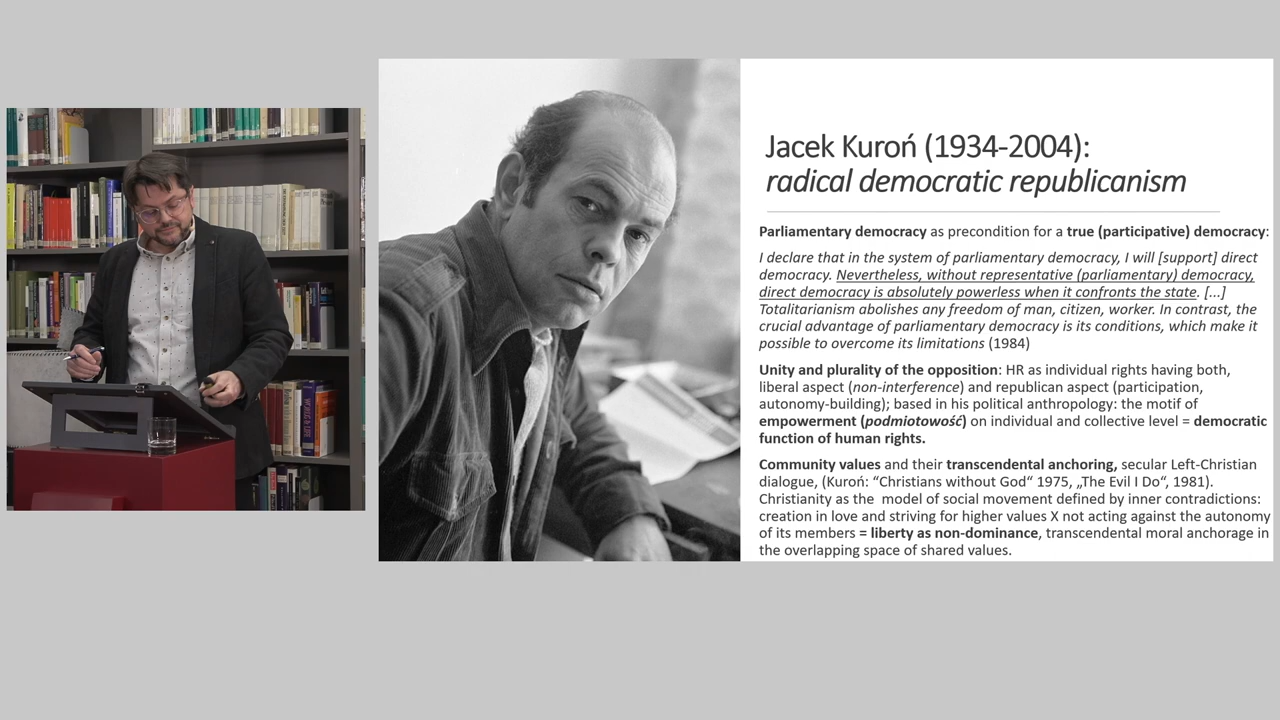 Jacek Kuroń (1934-2004):
radical democratic republicanism
Parliamentary democracy as precondition for a true (participative) democracy:
I declare that in the system of parliamentary democracy, I will [support] direct
democracy. Nevertheless, without representative (parliamentary) democracy,
direct democracy is absolutely powerless when it confronts the state. [...]
Totalitarianism abolishes any freedom of man, citizen, worker. In contrast, the
crucial advantage of parliamentary democracy is its conditions, which make it
possible to overcome its limitations (1984)
Unity and plurality of the opposition: HR as individual rights having both,
liberal aspect (non-interference) and republican aspect (participation,
autonomy-building); based in his political anthropology: the motif of
empowerment (podmiotowość) on individual and collective level = democratic
function of human rights.
Community values and their transcendental anchoring, secular Left-Christian
dialogue, (Kuroń: “Christians without God“ 1975, „The Evil I Do“, 1981).
Christianity as the  model of social movement defined by inner contradictions:
creation in love and striving for higher values X not acting against the autonomy
of its members = liberty as non-dominance, transcendental moral anchorage in
the overlapping space of shared values.